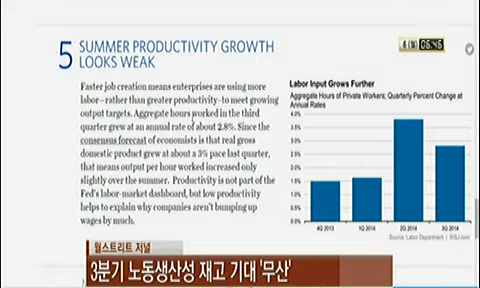 5 SUMMER PRODUCTIVITY GROWTH
LOOKS WEAK
Faster job creation means enterprises are using more
labor—rather than greater productivity—to meet growing
output targets. Aggregate hours worked in the third
quarter grew at an annual rate of about 2.8%. Since the
consensus forecast of economists is that real gross
domestic product grew at about a 3% pace last quarter,
that means output per hour worked increased only
slightly over the summer. Productivity is not part of the
Fed's labor-market dashboard, but low productivity
helps to explain why companies aren't bumping up
wages by much.
06:46
Labor Input Grows Further
Aggregate Hours of Private Workers; Quarterly Percent Change at
Annual Rates
4.0%
3.5%
3.0%
2.5%
2.0%
1.5%
1.0%
0.5%
0.0%
4Q 2013 1Q 2014 2Q 2014 3Q 2014
Source: Labor Department | WSJ.com
월스트리트 저널
3분기 노동생산성 재고 기대 '무산'